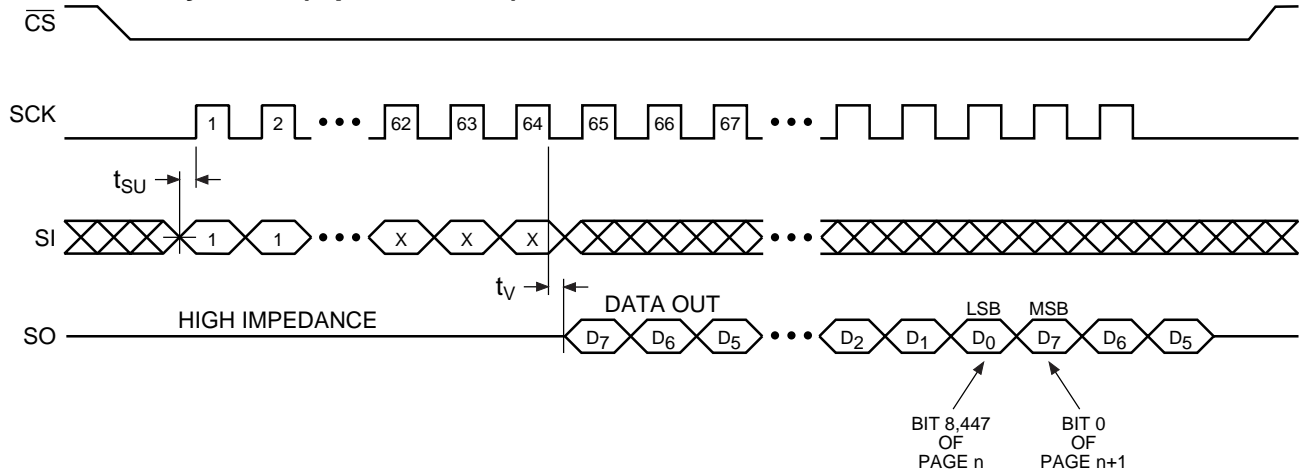 CS
SCK
1 2 62 63 64 65 66 67
tSU
SI
1 1 X X X
tV
DATA OUT
HIGH IMPEDANCE
LSB MSB
SO
D7 D6 D5 D2 D1 D0 D7 D6 D5
BIT 8,447
OF
PAGE n
BIT 0
OF
PAGE n+1